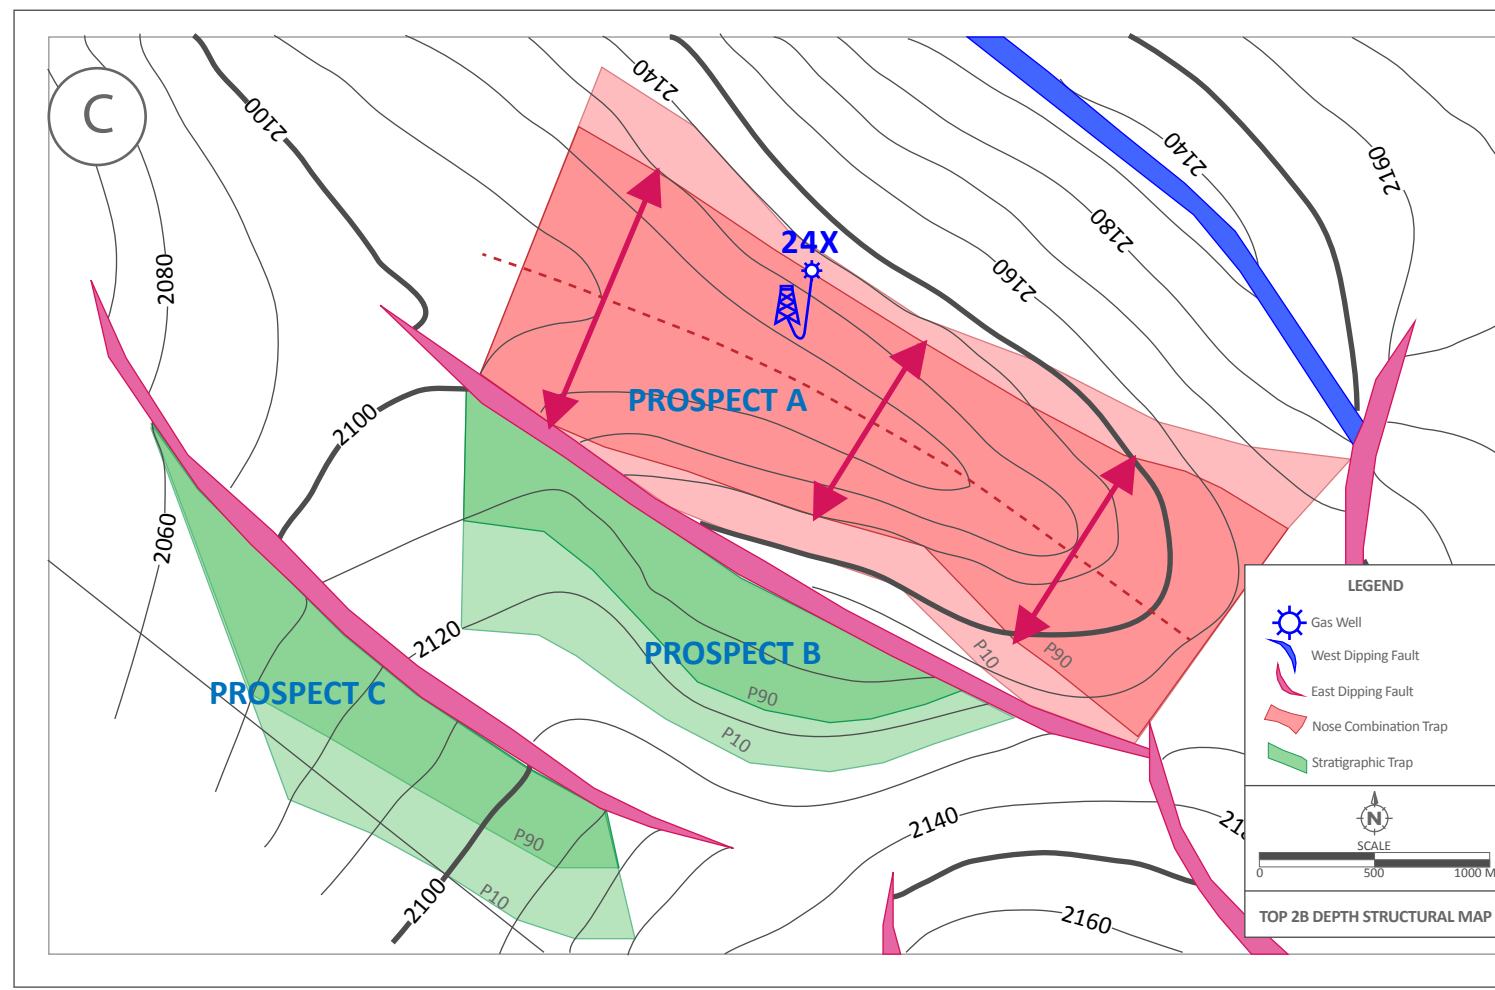 C
2100
2140
2140
2160
2180
2160
2080
24X
PROSPECT A
2100
2060
2120
PROSPECT B
P10
P90
PROSPECT C
P90
P10
P90
P10
2100
2140
2160
LEGEND
Gas Well
West Dipping Fault
East Dipping Fault
Nose Combination Trap
Stratigraphic Trap
N
SCALE
0 500 1000 M
TOP 2B DEPTH STRUCTURAL MAP